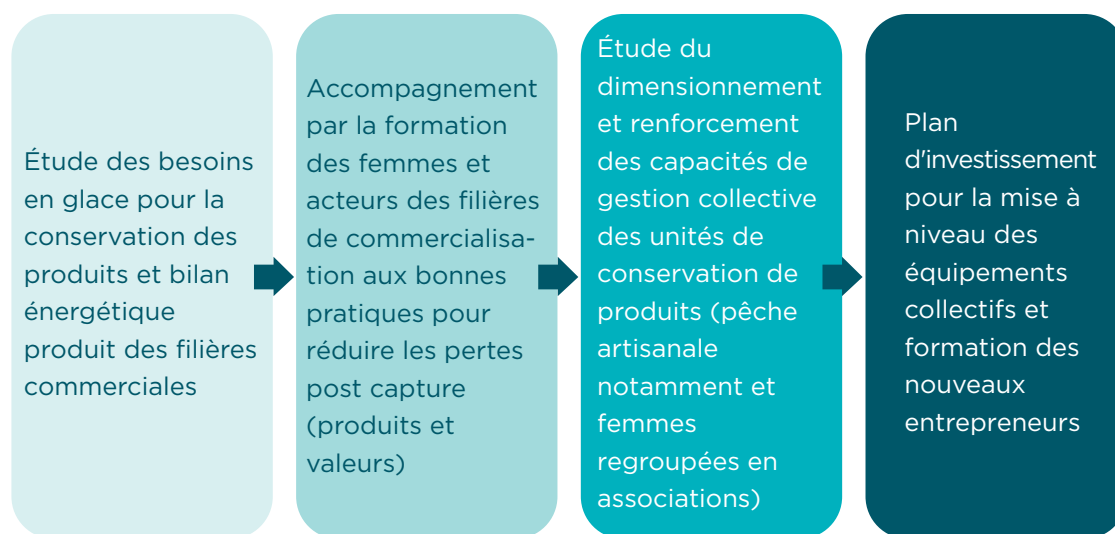 Étude des besoins
en glace pour la
conservation des
produits et bilan
énergétique
produit des filières
commerciales
Accompagnement
par la formation
des femmes et
acteurs des filières
de commercialisa-
tion aux bonnes
pratiques pour
réduire les pertes
post capture
(produits et
valeurs)
Étude du
dimensionnement
et renforcement
des capacités de
gestion collective
des unités de
conservation de
produits (pêche
artisanale
notamment et
femmes
regroupées en
associations)
Plan
d'investissement
pour la mise à
niveau des
équipements
collectifs et
formation des
nouveaux
entrepreneurs